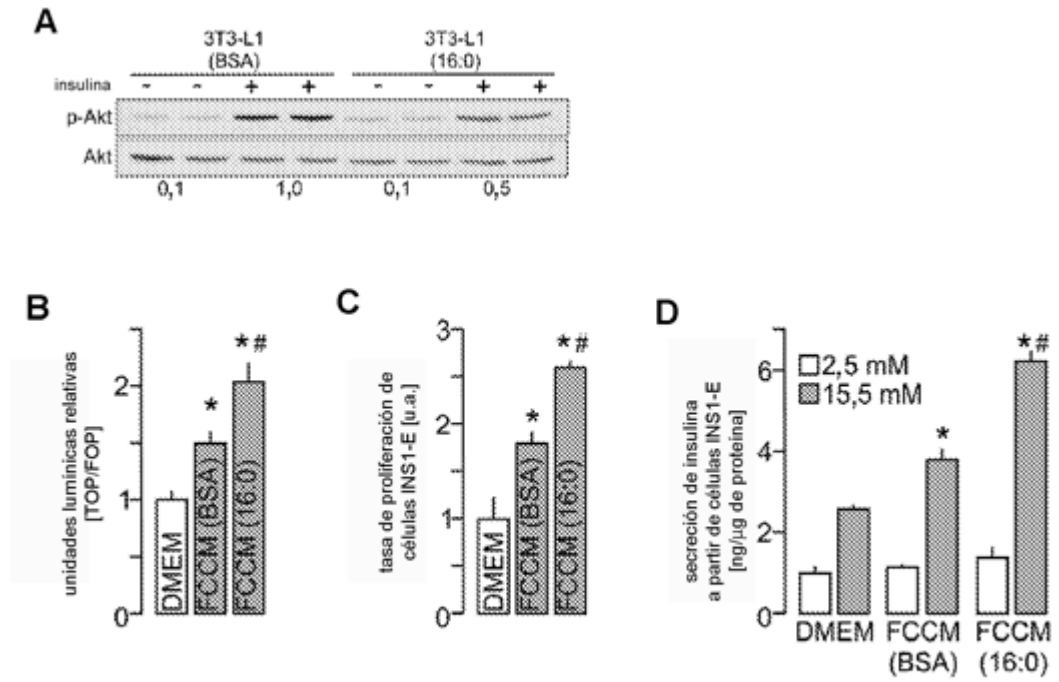 A
3T3-L1 3T3-L1
(BSA) (16:0)
insulina - - + + - - + +
p-Akt
Akt
0,1 1,0 0,1 0,5
B
unidades lumínicas relativas
[TOP/FOP]
2
1
0
DMEM
FCCM (BSA)
FCCM (16:0)
*
*#
C
tasa de proliferación de
células INS1-E [u.a.]
3
2
1
0
DMEM
FCCM (BSA)
FCCM (16:0)
*
*#
D
secreción de insulina
a partir de células INS1-E
[ng/µg de proteína]
6
4
2
0
2,5 mM
15,5 mM
*
*#
DMEM FCCM FCCM
(BSA) (16:0)